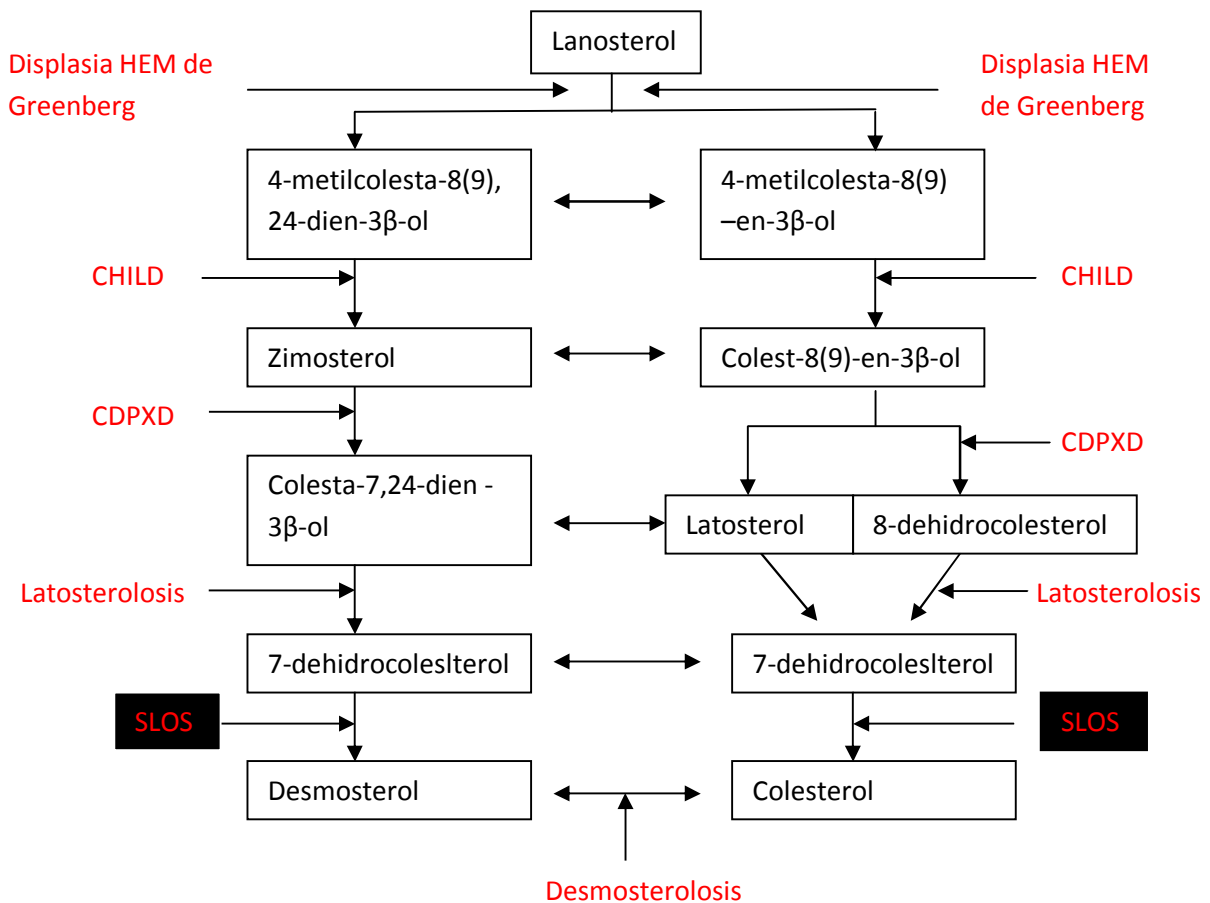 Lanosterol
Displasia HEM de
Greenberg
Displasia HEM
de Greenberg
4-metilcolesta-8(9),
24-dien-3β-ol
4-metilcolesta-8(9)
–en-3β-ol
CHILD
CHILD
Zimosterol
Colest-8(9)-en-3β-ol
CDPXD
CDPXD
Colesta-7,24-dien -
3β-ol
Latosterol
8-dehidrocolesterol
Latosterolosis
Latosterolosis
7-dehidrocoleslterol
7-dehidrocoleslterol
SLOS
SLOS
Desmosterol
Colesterol
Desmosterolosis